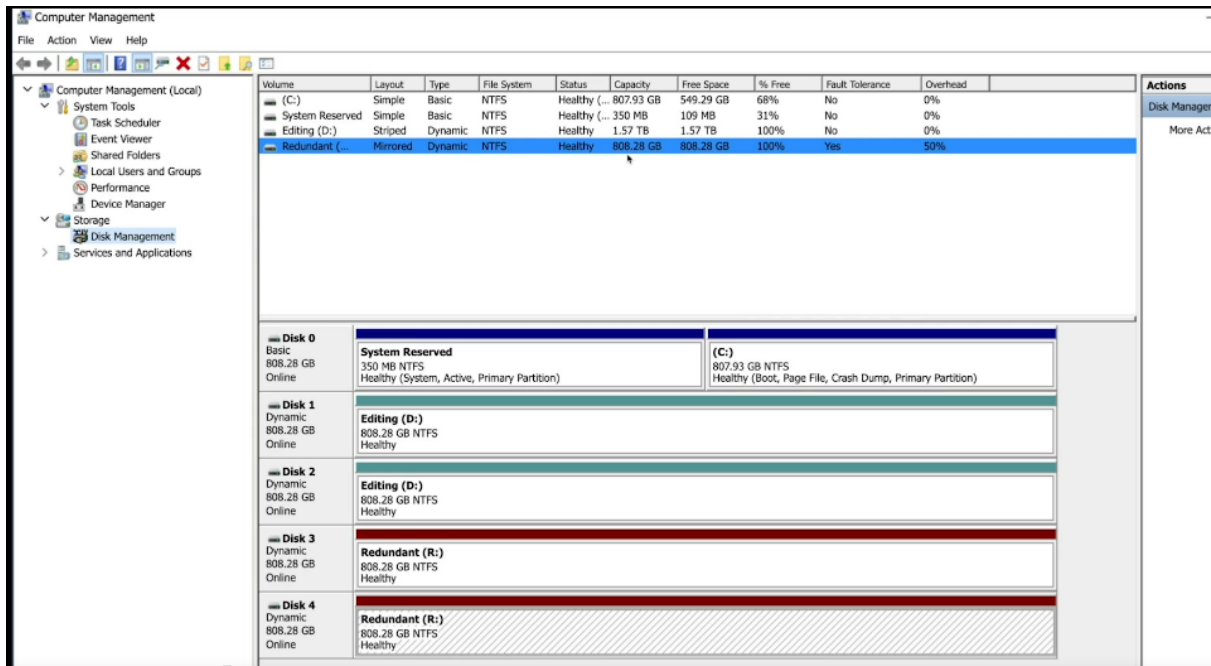 Computer Management
File Action View Help
Computer Management (Local)
System Tools
Task Scheduler
Event Viewer
Shared Folders
Local Users and Groups
Performance
Device Manager
Storage
Disk Management
Services and Applications
Volume Layout Type File System Status Capacity Free Space % Free Fault Tolerance Overhead
(C:) Simple Basic NTFS Healthy (... 807.93 GB 549.29 GB 68% No 0%
System Reserved Simple Basic NTFS Healthy (... 350 MB 109 MB 31% No 0%
Editing (D:) Striped Dynamic NTFS Healthy 1.57 TB 1.57 TB 100% No 0%
Redundant (... Mirrored Dynamic NTFS Healthy 808.28 GB 808.28 GB 100% Yes 50%
Disk 0
Basic
808.28 GB
Online
System Reserved
350 MB NTFS
Healthy (System, Active, Primary Partition)
(C:)
807.93 GB NTFS
Healthy (Boot, Page File, Crash Dump, Primary Partition)
Disk 1
Dynamic
808.28 GB
Online
Editing (D:)
808.28 GB NTFS
Healthy
Disk 2
Dynamic
808.28 GB
Online
Editing (D:)
808.28 GB NTFS
Healthy
Disk 3
Dynamic
808.28 GB
Online
Redundant (R:)
808.28 GB NTFS
Healthy
Disk 4
Dynamic
808.28 GB
Online
Redundant (R:)
808.28 GB NTFS
Healthy
Actions
Disk Manager
More Act